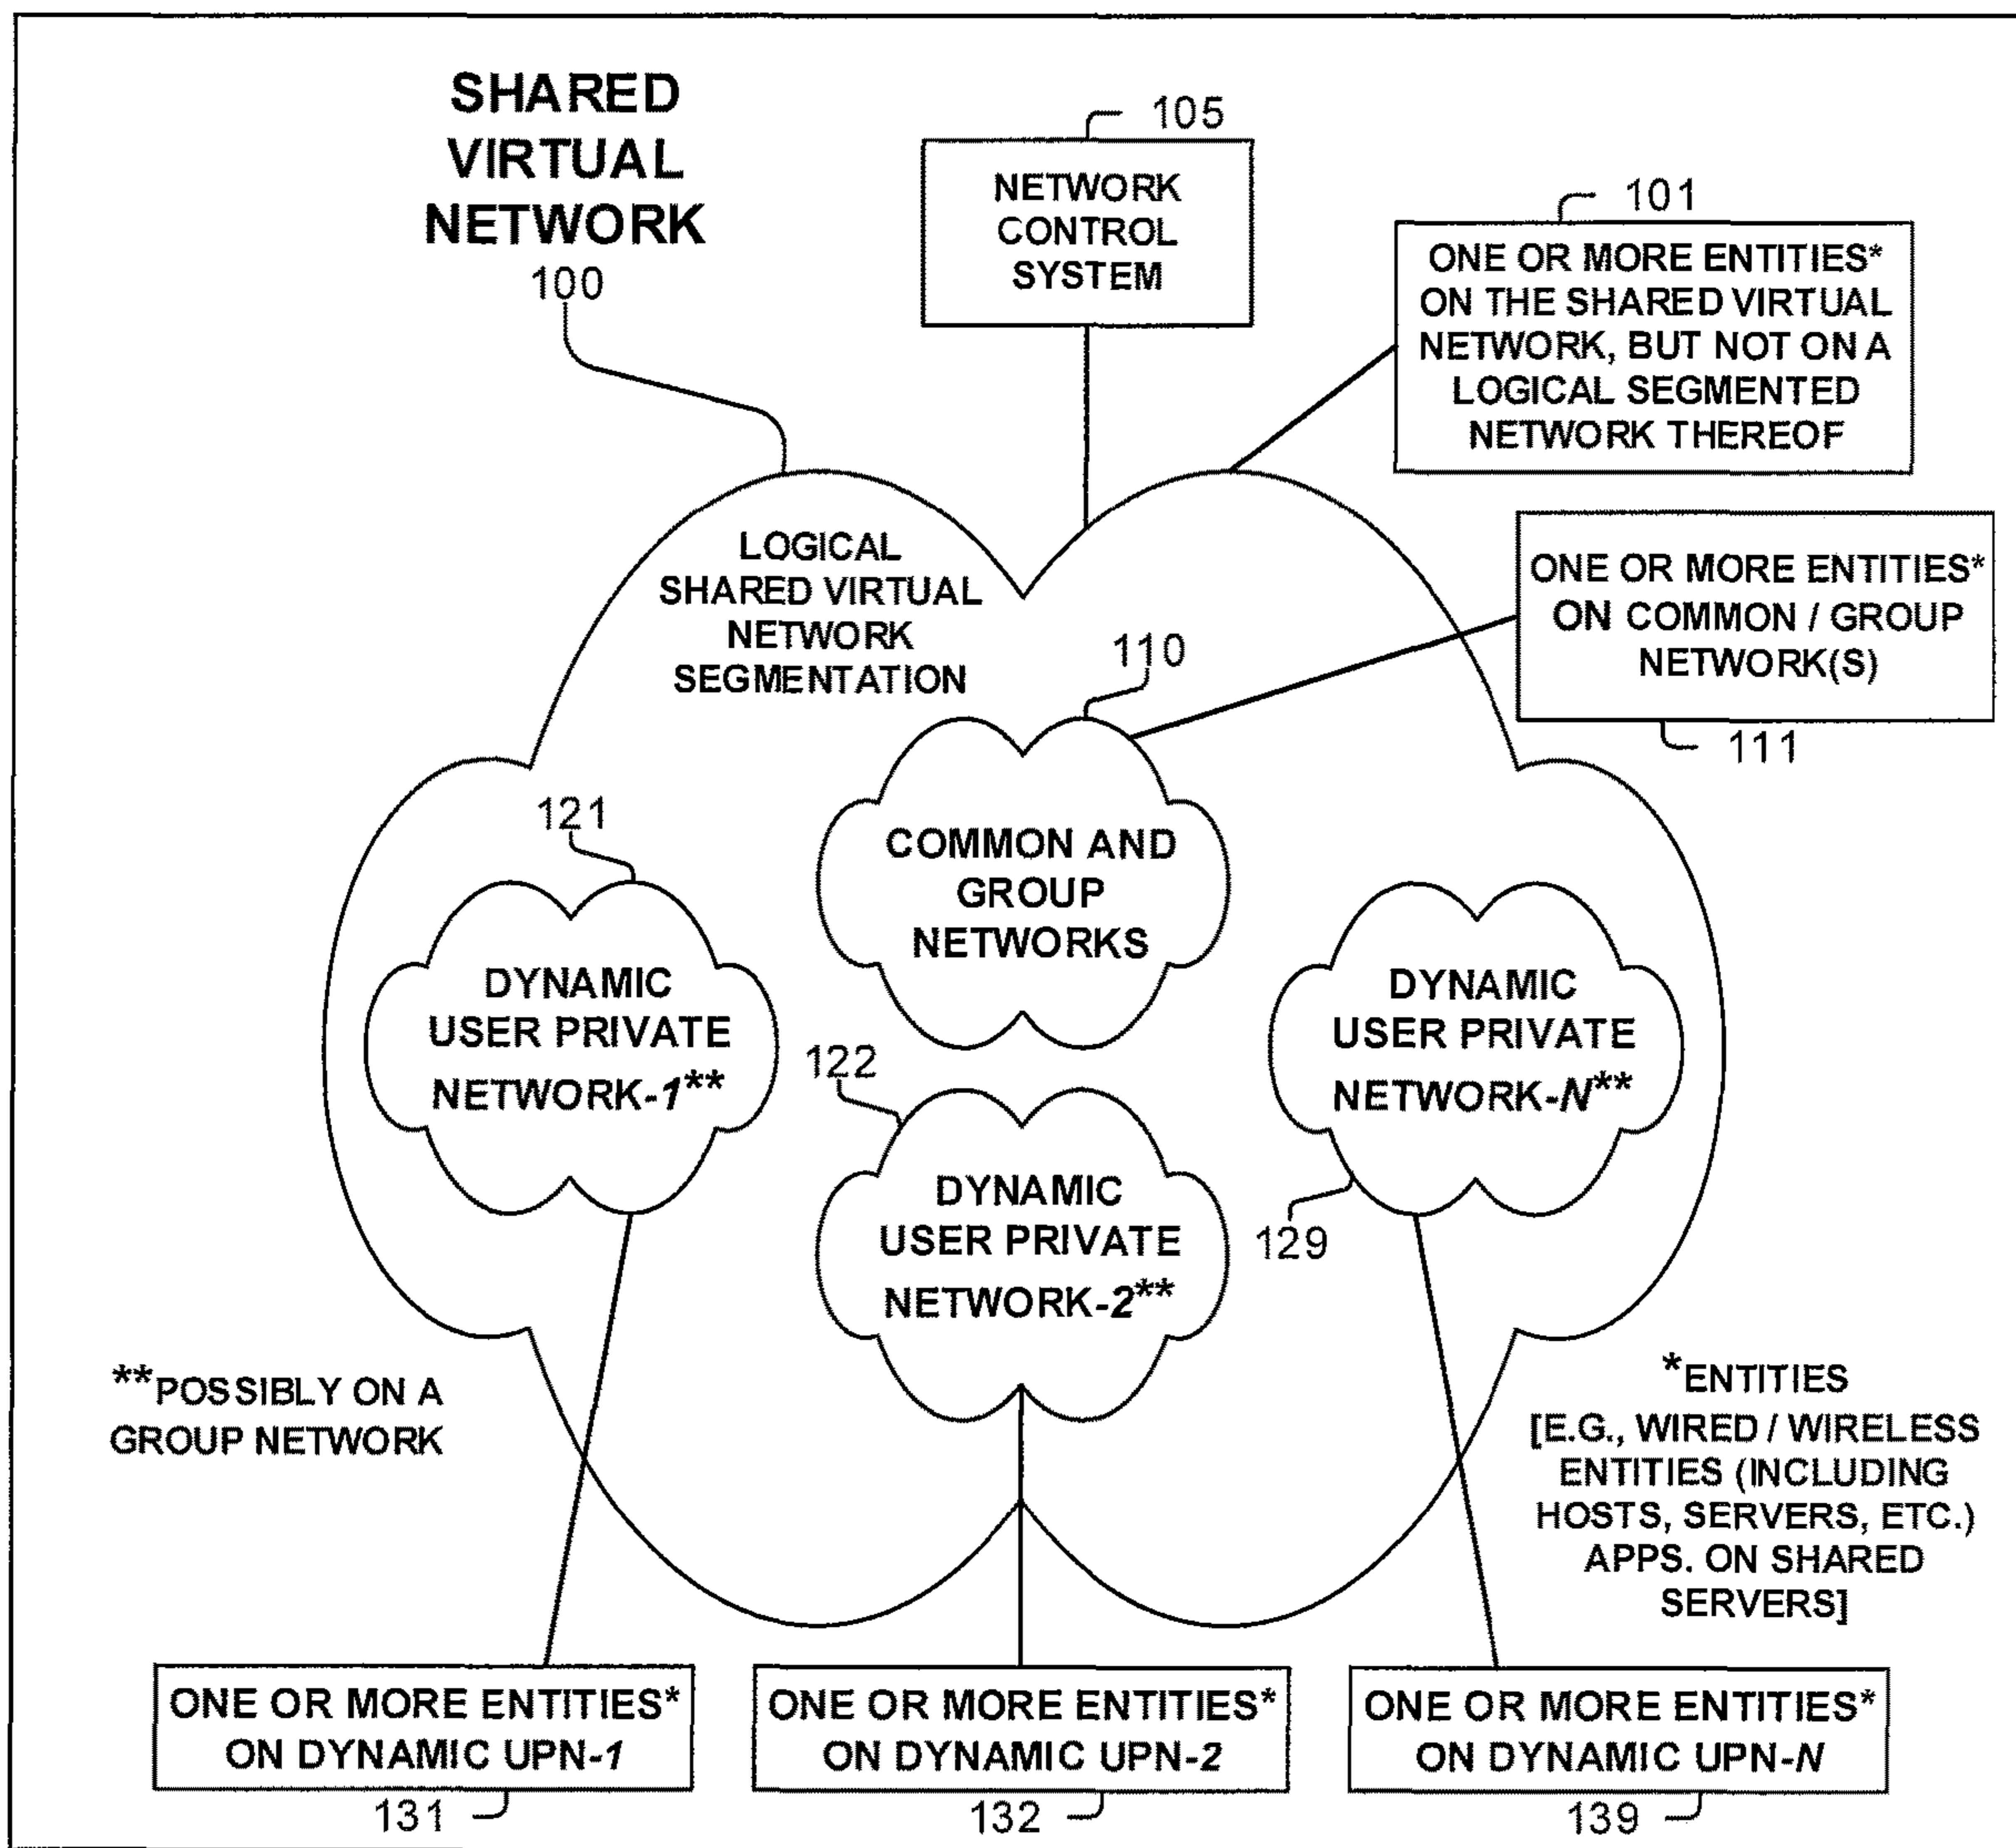 SHARED
VIRTUAL
NETWORK
100
105
NETWORK
CONTROL
SYSTEM
101
ONE OR MORE ENTITIES*
ON THE SHARED VIRTUAL
NETWORK, BUT NOT ON A
LOGICAL SEGMENTED
NETWORK THEREOF
LOGICAL
SHARED VIRTUAL
NETWORK
SEGMENTATION
ONE OR MORE ENTITIES*
ON COMMON / GROUP
NETWORK(S)
111
110
COMMON AND
GROUP
NETWORKS
121
DYNAMIC
USER PRIVATE
NETWORK-1**
122
DYNAMIC
USER PRIVATE
NETWORK-2**
DYNAMIC
USER PRIVATE
NETWORK-N**
129
**POSSIBLY ON A
GROUP NETWORK
*ENTITIES
[E.G., WIRED / WIRELESS
ENTITIES (INCLUDING
HOSTS, SERVERS, ETC.)
APPS. ON SHARED
SERVERS]
ONE OR MORE ENTITIES*
ON DYNAMIC UPN-1
131
ONE OR MORE ENTITIES*
ON DYNAMIC UPN-2
132
ONE OR MORE ENTITIES*
ON DYNAMIC UPN-N
139